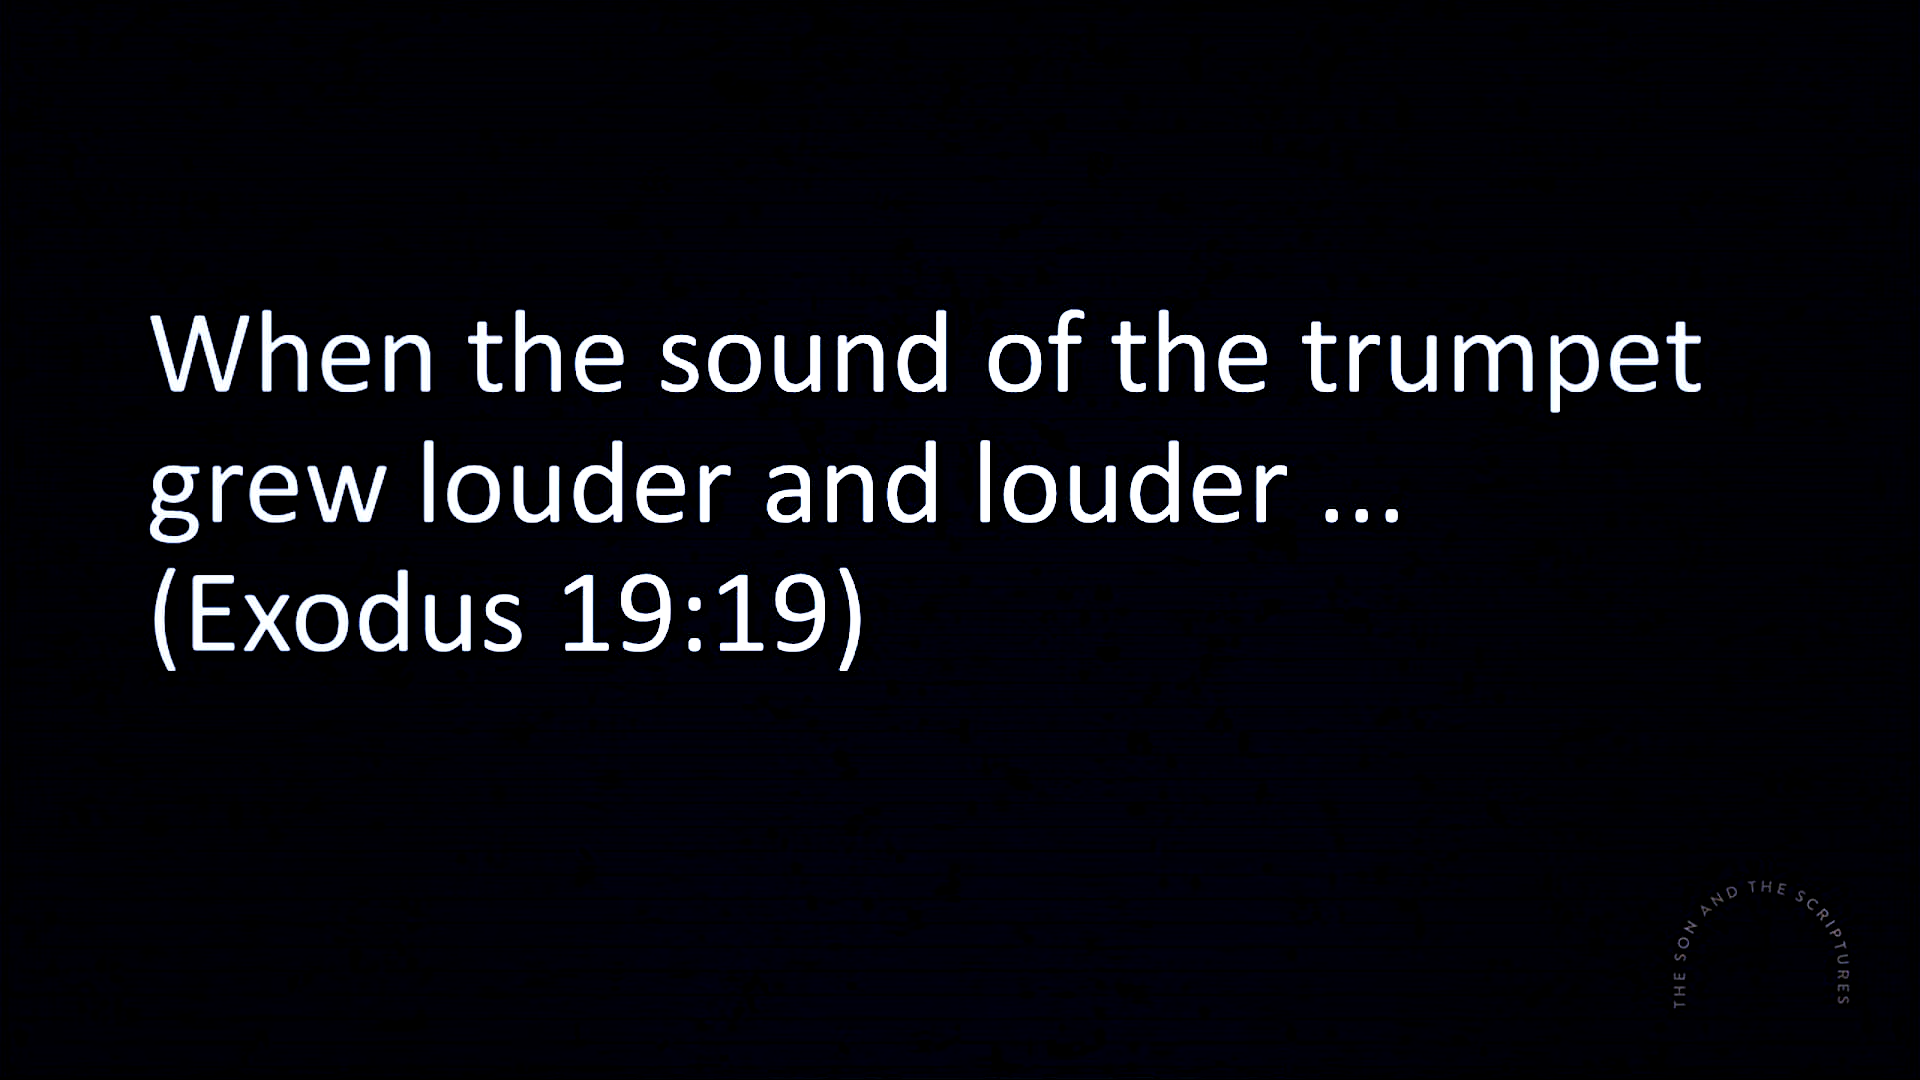 When the sound of the trumpet
grew louder and louder ...
(Exodus 19:19)
THE SON AND THE SCRIPTURES